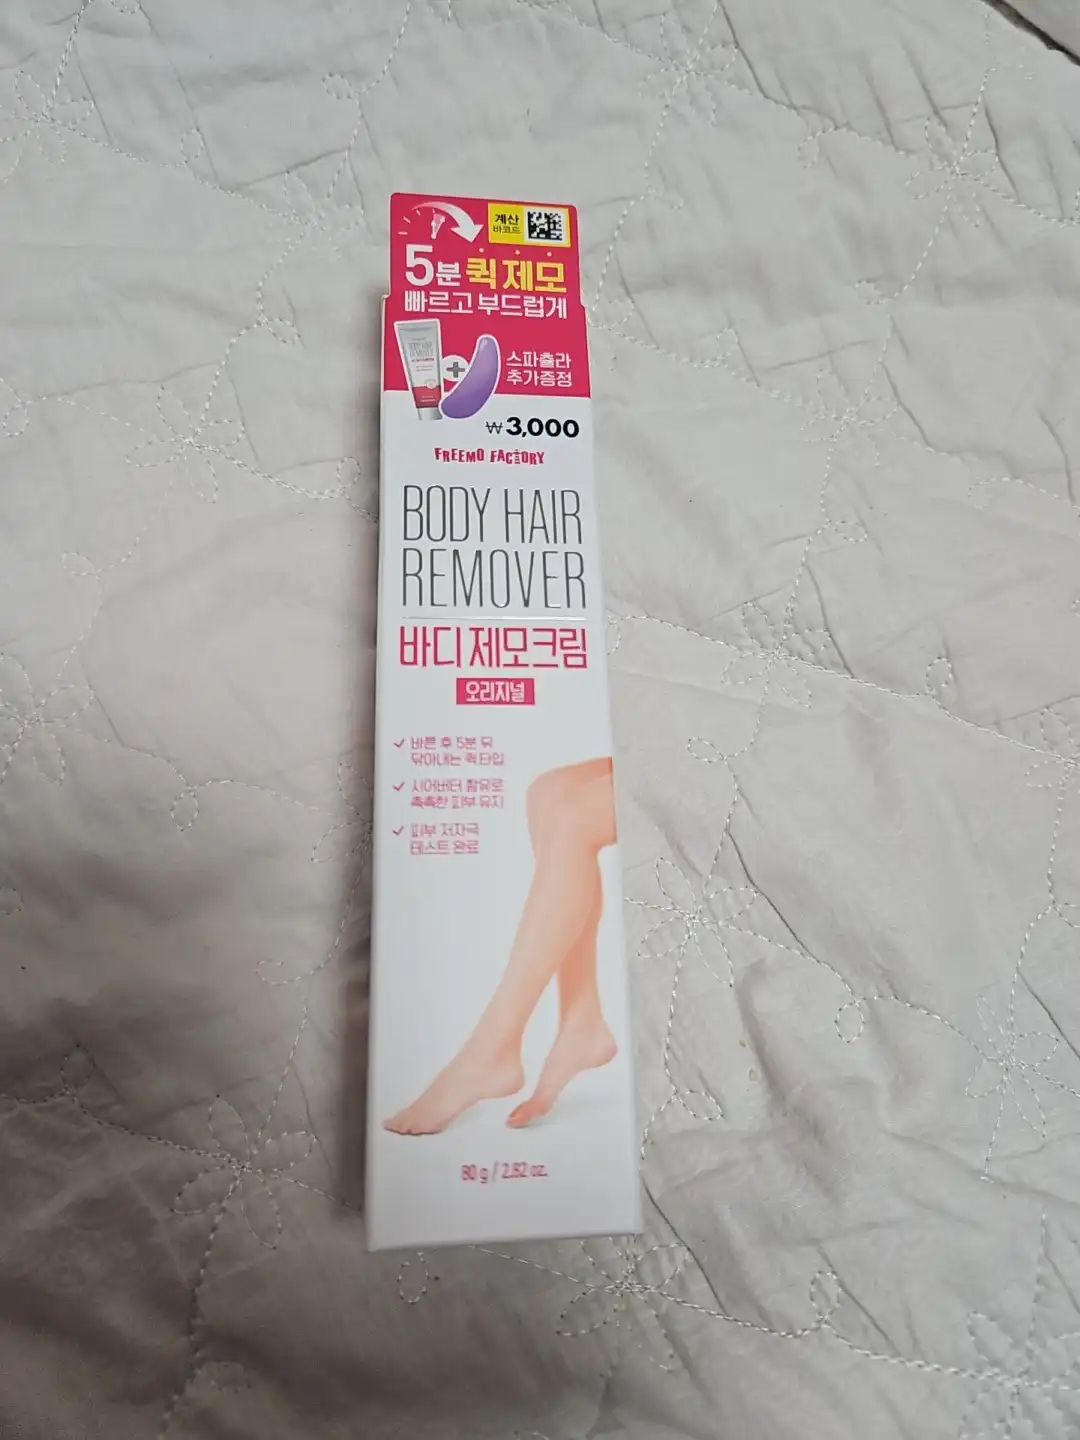 계산
바코드
5분 퀵 제모
빠르고 부드럽게
BODY HAIR
REMOVER
스파츌라
추가증정
₩3,000
FREEMO FACTORY
BODY HAIR
REMOVER
바디 제모크림
오리지널
바른 후 5분 뒤
닦아내는 퀵 타입
시어버터 함유로
촉촉한 피부 유지
피부 저자극
테스트 완료
80 g / 2.82 oz.